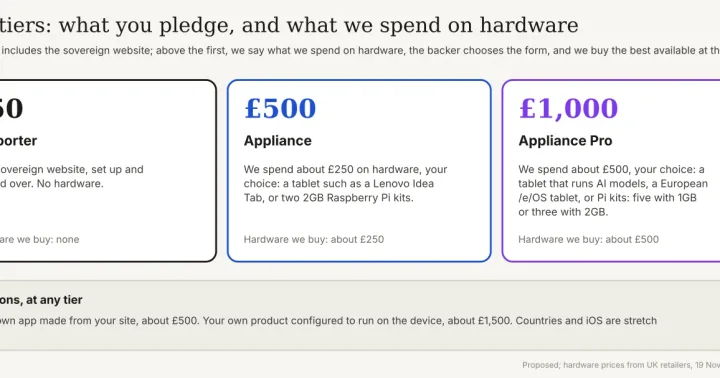 tiers: what you pledge, and what we spend on hardware
includes the sovereign website; above the first, we say what we spend on hardware, the backer chooses the form, and we buy the best available at th
50
porter
overeign website, set up and
d over. No hardware.
are we buy: none
£500
Appliance
We spend about £250 on hardware, your
choice: a tablet such as a Lenovo Idea
Tab, or two 2GB Raspberry Pi kits.
Hardware we buy: about £250
£1,000
Appliance Pro
We spend about £500, your choice: a
tablet that runs AI models, a European
/e/OS tablet, or Pi kits: five with 1GB
or three with 2GB.
Hardware we buy: about £500
ons, at any tier
own app made from your site, about £500. Your own product configured to run on the device, about £1,500. Countries and iOS are stretch
Proposed; hardware prices from UK retailers, 19 Nov